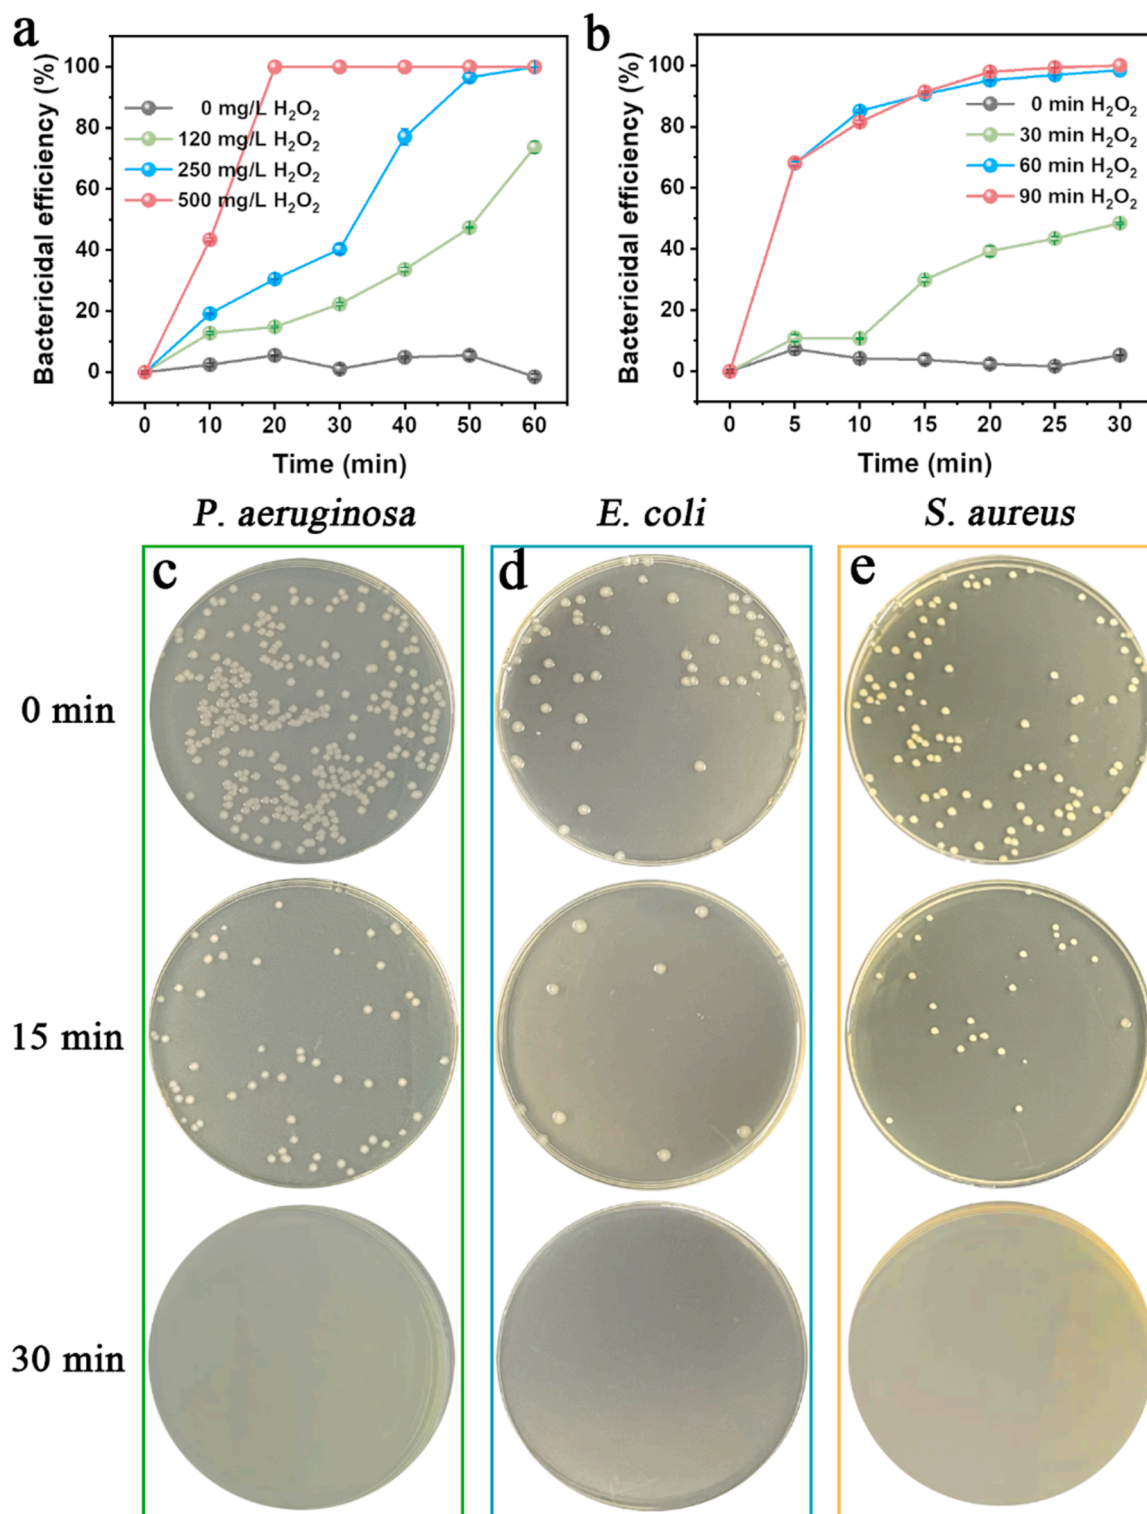 a
Bactericidal efficiency (%)
100
80
60
40
20
0
0 mg/L H₂O₂
120 mg/L H₂O₂
250 mg/L H₂O₂
500 mg/L H₂O₂
0 10 20 30 40 50 60
Time (min)
b
Bactericidal efficiency (%)
100
80
60
40
20
0
0 min H₂O₂
30 min H₂O₂
60 min H₂O₂
90 min H₂O₂
0 5 10 15 20 25 30
Time (min)
P. aeruginosa E. coli S. aureus
c d e
0 min
15 min
30 min